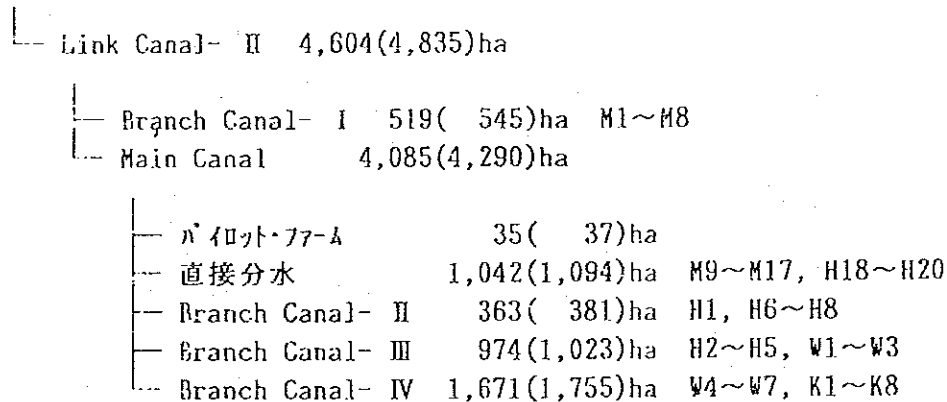 Link Canal- Ⅱ 4,604(4,835)ha
Branch Canal- Ⅰ 519( 545)ha M1~M8
Main Canal 4,085(4,290)ha
パイロット・ファーム 35( 37)ha
直接分水 1,042(1,094)ha M9~M17, H18~H20
Branch Canal- Ⅱ 363( 381)ha H1, H6~H8
Branch Canal- Ⅲ 974(1,023)ha H2~H5, W1~W3
Branch Canal- Ⅳ 1,671(1,755)ha W4~W7, K1~K8